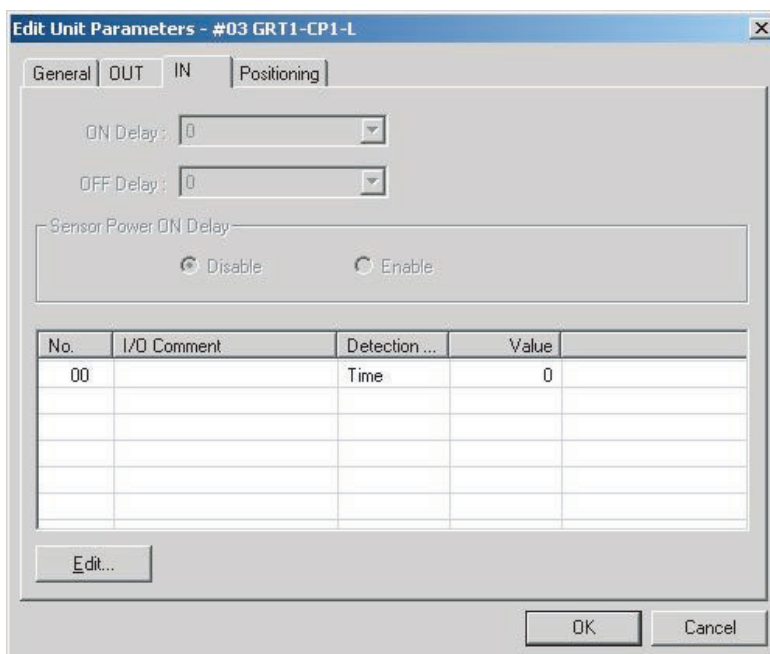 Edit Unit Parameters - #03 GRT1-CP1-L
General OUT IN Positioning
ON Delay : 0
OFF Delay : 0
Sensor Power ON Delay
Disable Enable
No. I/O Comment Detection ... Value
00 Time 0
Edit...
OK Cancel